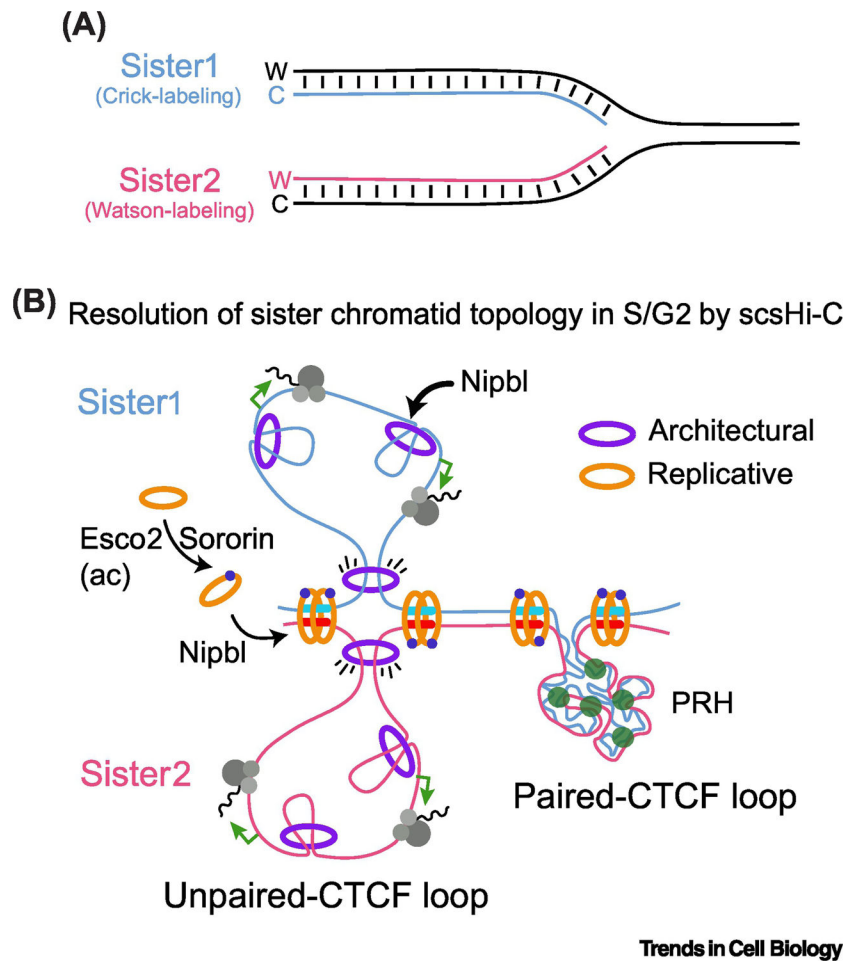 (A)
Sister1
(Crick-labeling)
W
C
Sister2
(Watson-labeling)
W
C
(B) Resolution of sister chromatid topology in S/G2 by scsHi-C
Sister1
Nipbl
Architectural
Replicative
Esco2 Sororin
(ac)
Nipbl
PRH
Sister2
Paired-CTCF loop
Unpaired-CTCF loop
Trends in Cell Biology